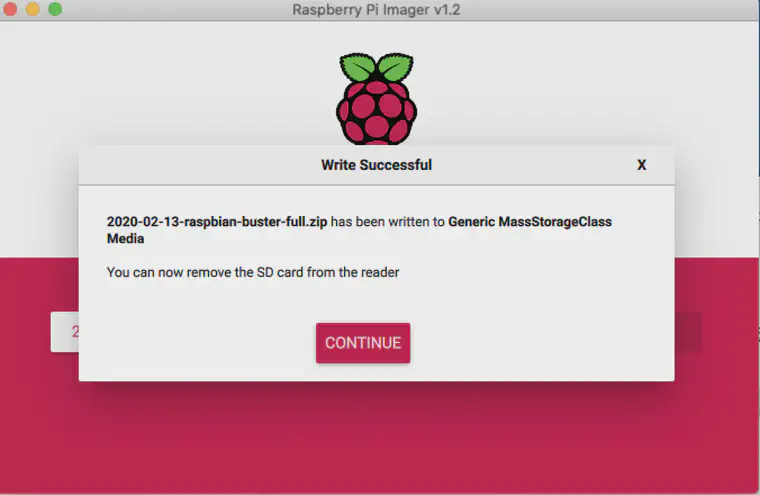 Raspberry Pi Imager v1.2
Write Successful X
2020-02-13-raspbian-buster-full.zip has been written to Generic MassStorageClass
Media
You can now remove the SD card from the reader
2
CONTINUE